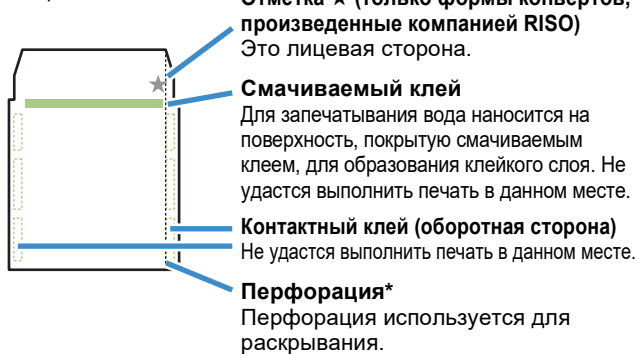 Отметка ★ (только формы конвертов,
произведенные компанией RISO)
Это лицевая сторона.
Смачиваемый клей
Для запечатывания вода наносится на
поверхность, покрытую смачиваемым
клеем, для образования клейкого слоя. Не
удастся выполнить печать в данном месте.
Контактный клей (оборотная сторона)
Не удастся выполнить печать в данном месте.
Перфорация*
Перфорация используется для
раскрывания.